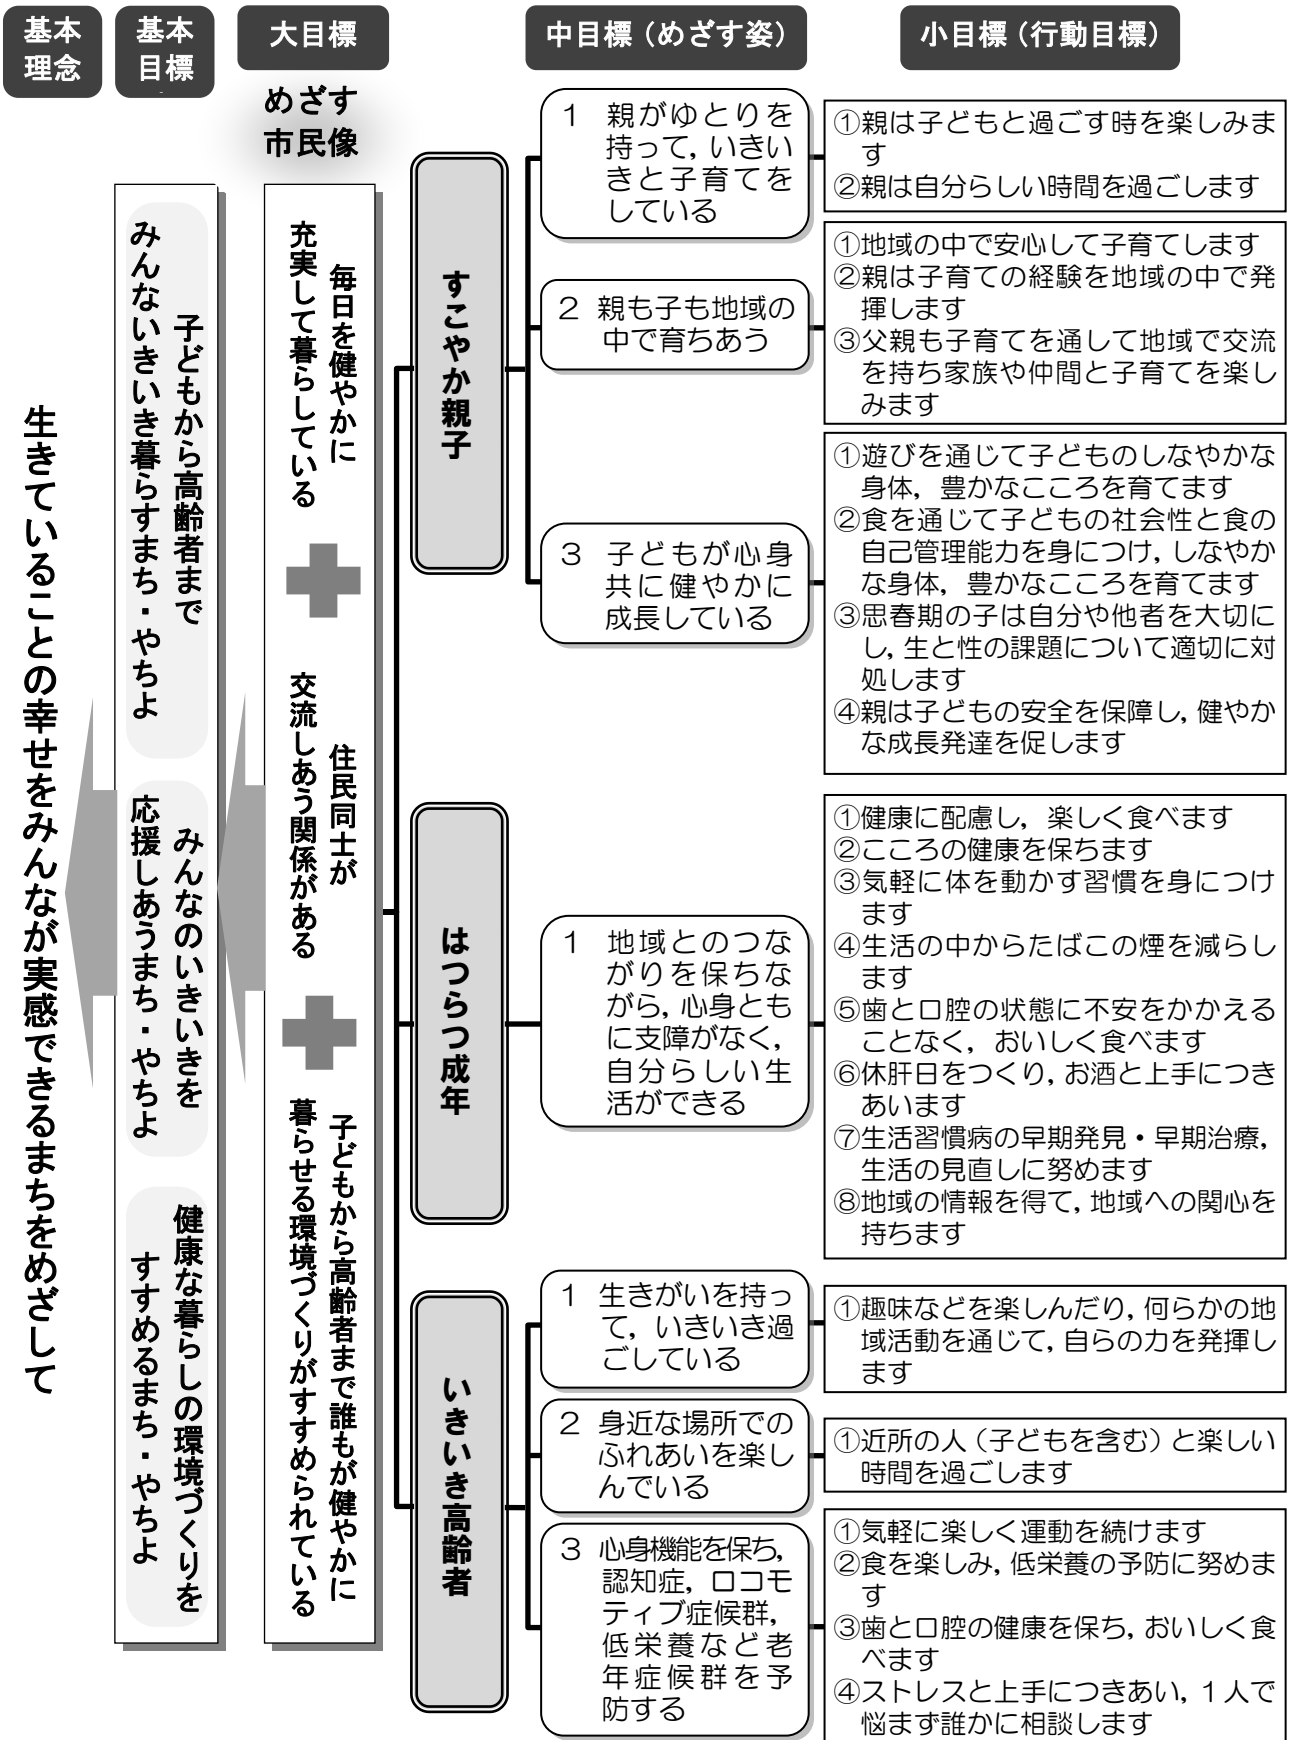 基本
理念
基本
目標
大目標
中目標（めざす姿）
小目標（行動目標）
めざす
市民像
生きていることの幸せをみんなが実感できるまちをめざして
子どもから高齢者まで
みんないきいき暮らすまち・やちよ
みんなのいきいきを
応援しあうまち・やちよ
健康な暮らしの環境づくりを
すすめるまち・やちよ
毎日を健やかに
充実して暮らしている
住民同士が
交流しあう関係がある
子どもから高齢者まで誰もが健やかに
暮らせる環境づくりがすすめられている
すこやか親子
1 親がゆとりを
持って，いきい
きと子育てを
している
①親は子どもと過ごす時を楽しみま
す
②親は自分らしい時間を過ごします
2 親も子も地域の
中で育ちあう
①地域の中で安心して子育てします
②親は子育ての経験を地域の中で発
揮します
③父親も子育てを通して地域で交流
を持ち家族や仲間と子育てを楽し
みます
3 子どもが心身
共に健やかに
成長している
①遊びを通じて子どものしなやかな
身体，豊かなこころを育てます
②食を通じて子どもの社会性と食の
自己管理能力を身につけ，しなやか
な身体，豊かなこころを育てます
③思春期の子は自分や他者を大切に
し，生と性の課題について適切に対
処します
④親は子どもの安全を保障し，健やか
な成長発達を促します
はつらつ成年
1 地域とのつな
がりを保ちな
がら，心身とも
に支障がなく，
自分らしい生
活ができる
①健康に配慮し，楽しく食べます
②こころの健康を保ちます
③気軽に体を動かす習慣を身につけ
ます
④生活の中からたばこの煙を減らし
ます
⑤歯と口腔の状態に不安をかかえる
ことなく，おいしく食べます
⑥休肝日をつくり，お酒と上手につき
あいます
⑦生活習慣病の早期発見・早期治療，
生活の見直しに努めます
⑧地域の情報を得て，地域への関心を
持ちます
いきいき高齢者
1 生きがいを持っ
て，いきいき過
ごしている
①趣味などを楽しんだり，何らかの地
域活動を通じて，自らの力を発揮し
ます
2 身近な場所での
ふれあいを楽し
んでいる
①近所の人（子どもを含む）と楽しい
時間を過ごします
3 心身機能を保ち，
認知症，ロコモ
ティブ症候群，
低栄養など老
年症候群を予
防する
①気軽に楽しく運動を続けます
②食を楽しみ，低栄養の予防に努めま
す
③歯と口腔の健康を保ち，おいしく食
べます
④ストレスと上手につきあい，1人で
悩まず誰かに相談します